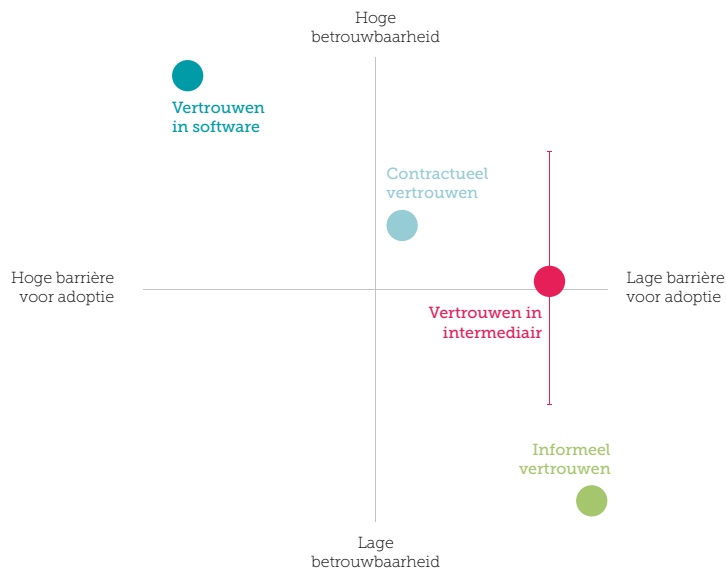 Hoge
betrouwbaarheid
Vertrouwen
in software
Contractueel
vertrouwen
Hoge barrière
voor adoptie
Lage barrière
voor adoptie
Vertrouwen in
intermediair
Informeel
vertrouwen
Lage
betrouwbaarheid